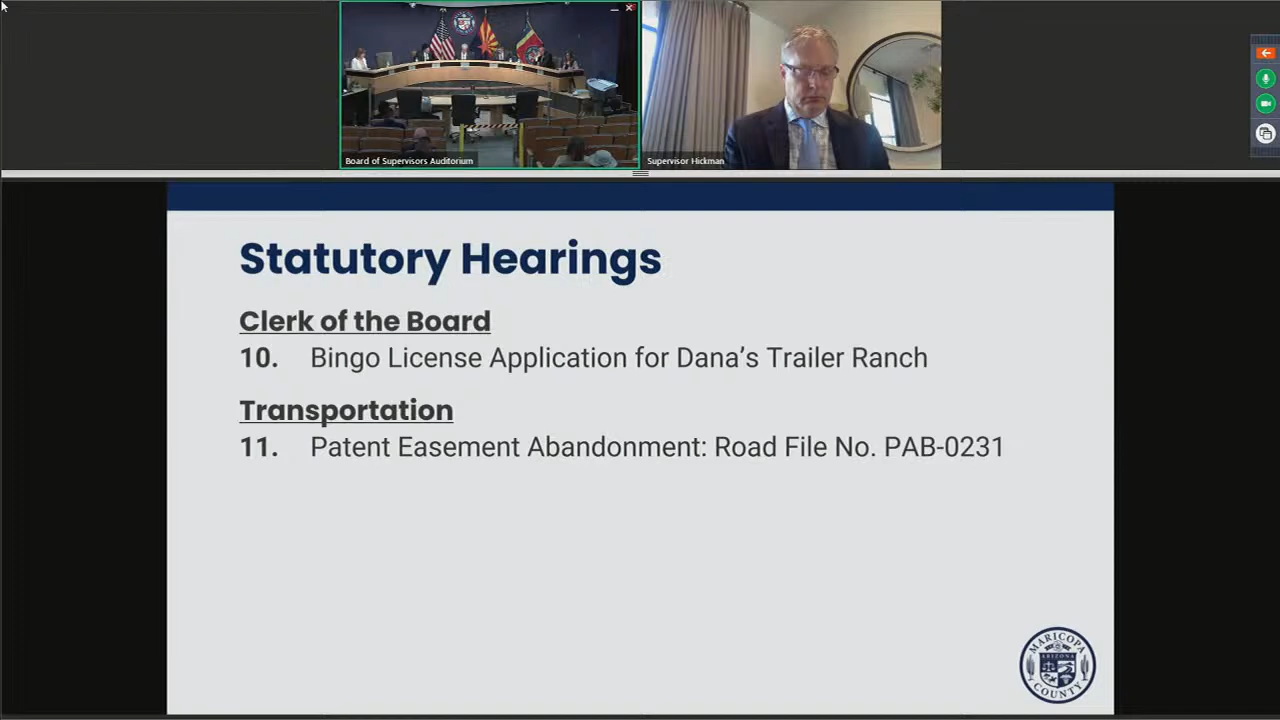 Board of Supervisors Auditorium
Supervisor Hickman
Statutory Hearings
Clerk of the Board
10. Bingo License Application for Dana's Trailer Ranch
Transportation
11. Patent Easement Abandonment: Road File No. PAB-0231
MARICOPA
ARIZONA
COUNTY